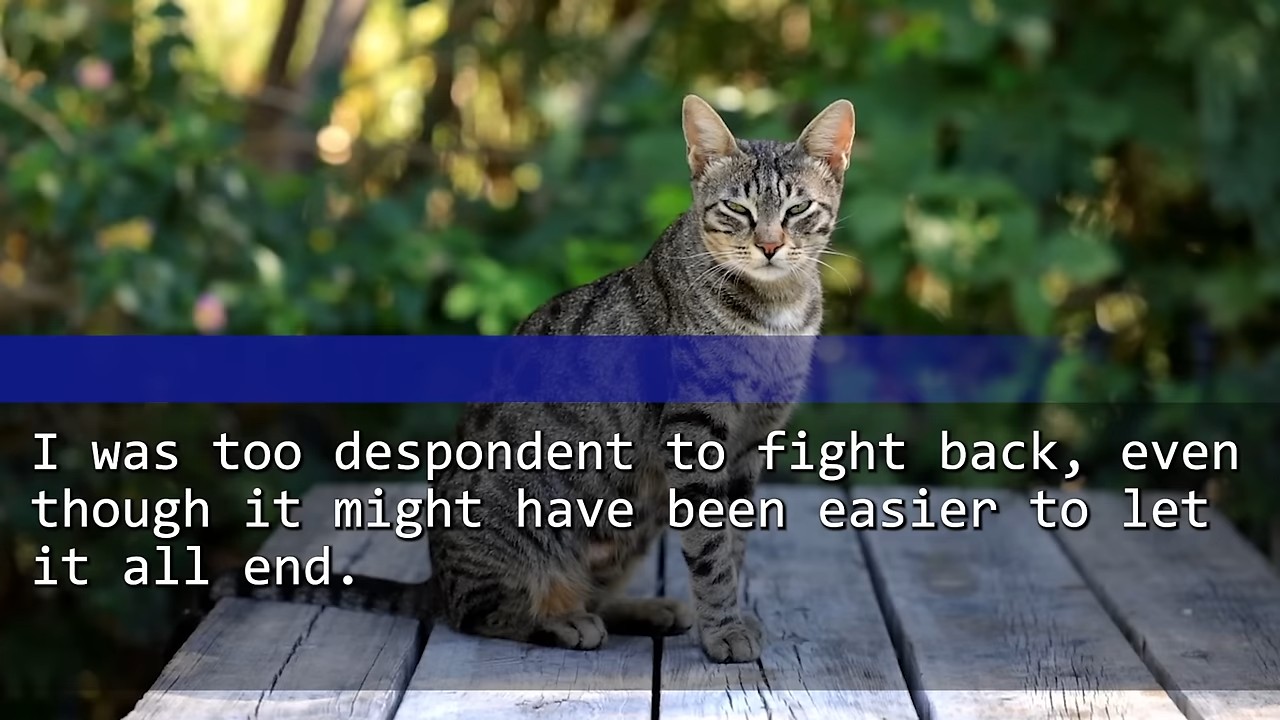 I was too despondent to fight back, even
though it might have been easier to let
it all end.